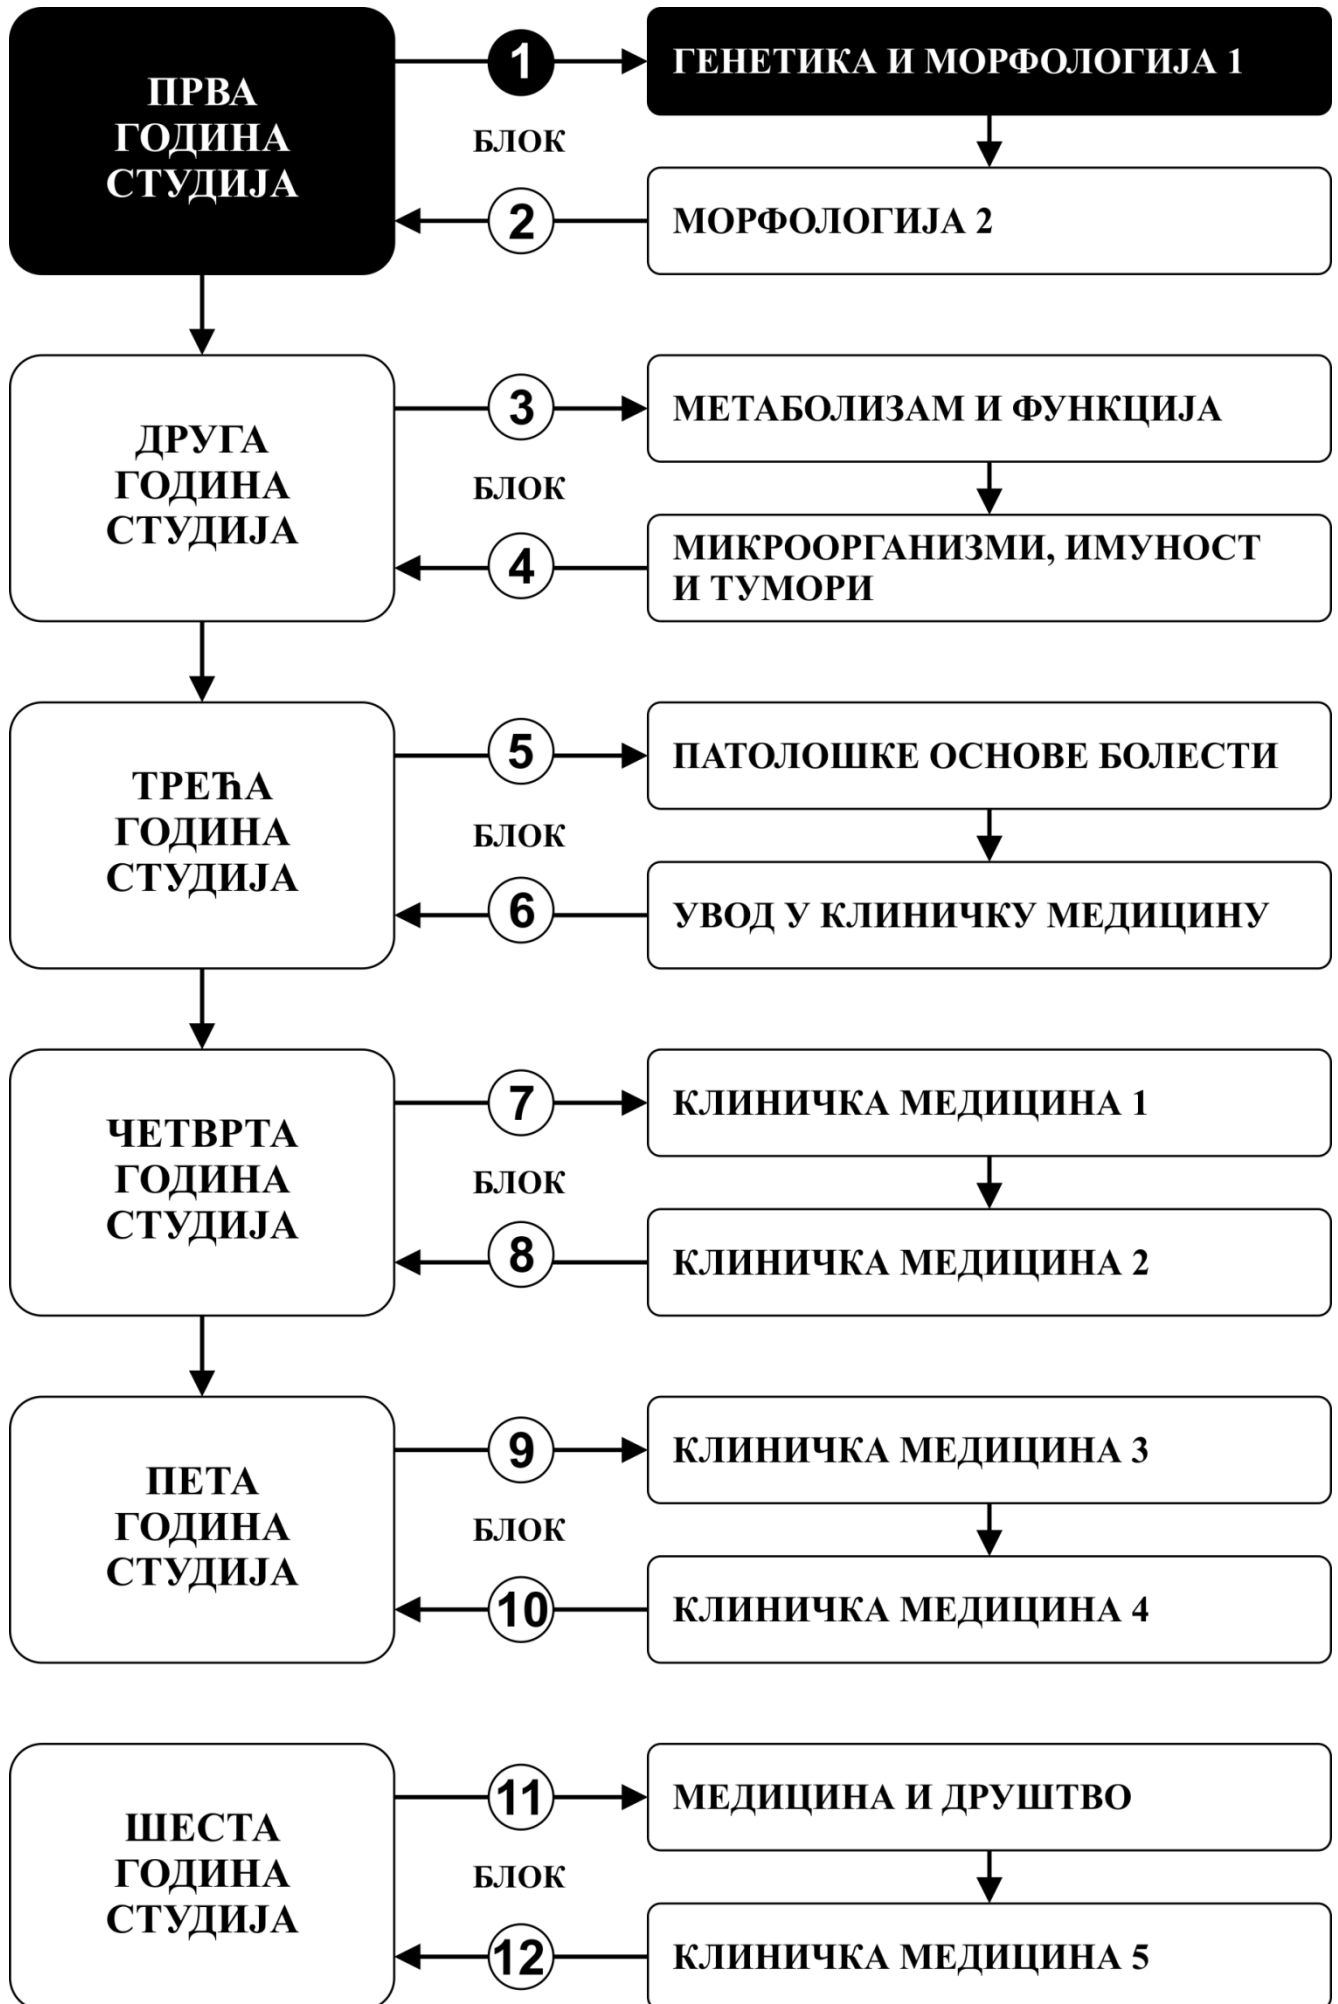 ПРВА
ГОДИНА
СТУДИЈА
1
БЛОК
2
ГЕНЕТИКА И МОРФОЛОГИЈА 1
МОРФОЛОГИЈА 2
ДРУГА
ГОДИНА
СТУДИЈА
3
БЛОК
4
МЕТАБОЛИЗАМ И ФУНКЦИЈА
МИКРООРГАНИЗМИ, ИМУНОСТ
И ТУМОРИ
ТРЕЋА
ГОДИНА
СТУДИЈА
5
БЛОК
6
ПАТОЛОШКЕ ОСНОВЕ БОЛЕСТИ
УВОД У КЛИНИЧКУ МЕДИЦИНУ
ЧЕТВРТА
ГОДИНА
СТУДИЈА
7
БЛОК
8
КЛИНИЧКА МЕДИЦИНА 1
КЛИНИЧКА МЕДИЦИНА 2
ПЕТА
ГОДИНА
СТУДИЈА
9
БЛОК
10
КЛИНИЧКА МЕДИЦИНА 3
КЛИНИЧКА МЕДИЦИНА 4
ШЕСТА
ГОДИНА
СТУДИЈА
11
БЛОК
12
МЕДИЦИНА И ДРУШТВО
КЛИНИЧКА МЕДИЦИНА 5